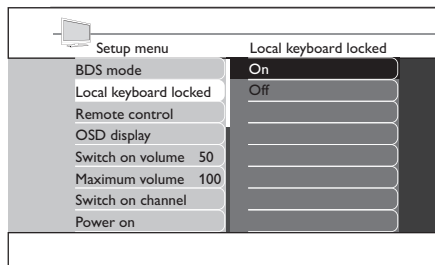 Setup menu
Local keyboard locked
BDS mode
On
Local keyboard locked
Off
Remote control
OSD display
Switch on volume 50
Maximum volume 100
Switch on channel
Power on